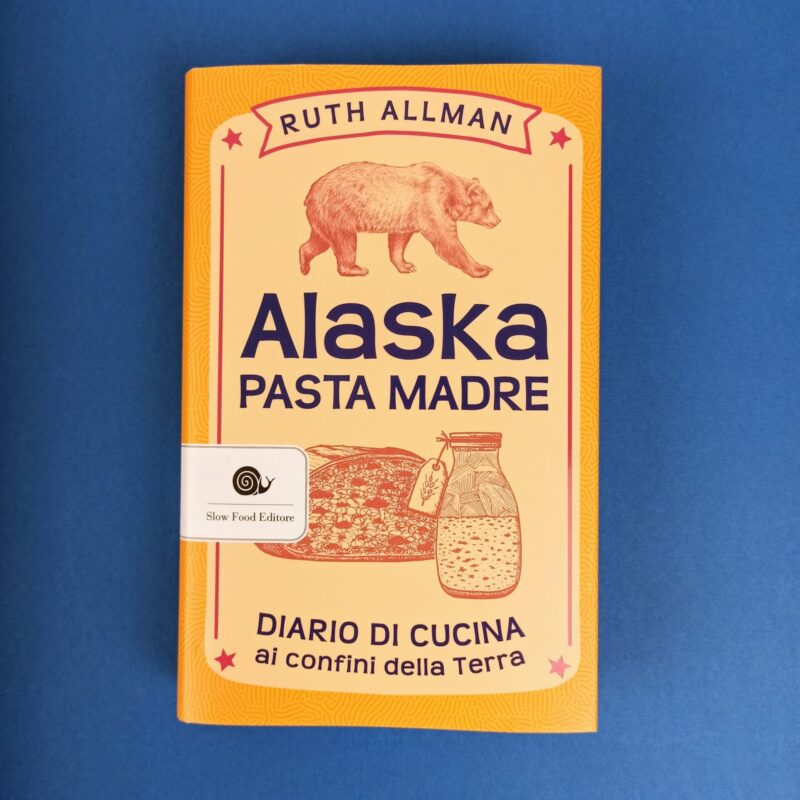 RUTH ALLMAN
Alaska
PASTA MADRE
Slow Food Editore
DIARIO DI CUCINA
ai confini della Terra